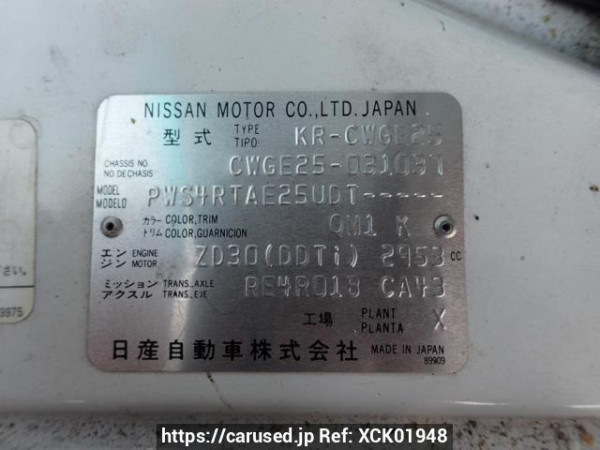 NISSAN MOTOR CO.,LTD. JAPAN
型式 TYPE TIPO KR-CWGE25
CHASSIS NO NO DE CHASIS CWGE25-031037
MODEL MODELO PWS4RTAE25UDT-----
カラー COLOR,TRIM トリム COLOR,GUARNICION QM1 K
エンジン ENGINE MOTOR ZD30(DDTi) 2953 CC
ミッション TRANS.,AXLE アクスル TRANS.,EJE RE4R01B CA43
工場 PLANT PLANTA X
日産自動車株式会社 MADE IN JAPAN
89909
さい。
9975
https://carused.jp Ref: XCK01948